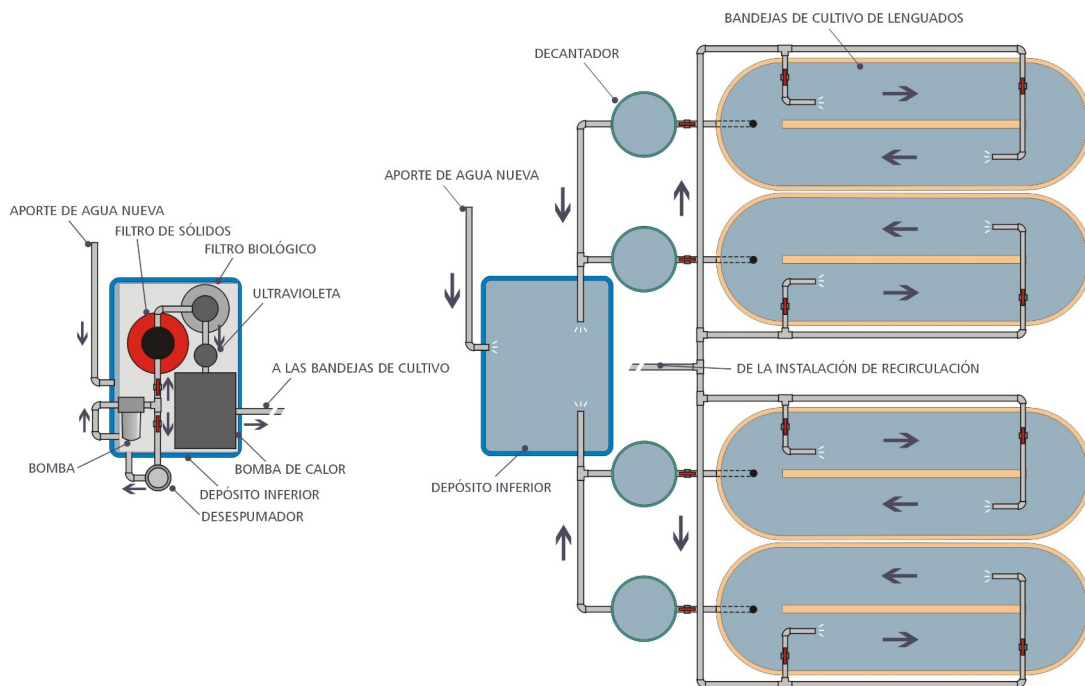 BANDEJAS DE CULTIVO DE LENGUADOS
DECANTADOR
APORTE DE AGUA NUEVA
APORTE DE AGUA NUEVA
FILTRO DE SÓLIDOS
FILTRO BIOLÓGICO
ULTRAVIOLETA
A LAS BANDEJAS DE CULTIVO
DE LA INSTALACIÓN DE RECIRCULACIÓN
BOMBA
BOMBA DE CALOR
DEPÓSITO INFERIOR
DEPÓSITO INFERIOR
DESESPUMADOR